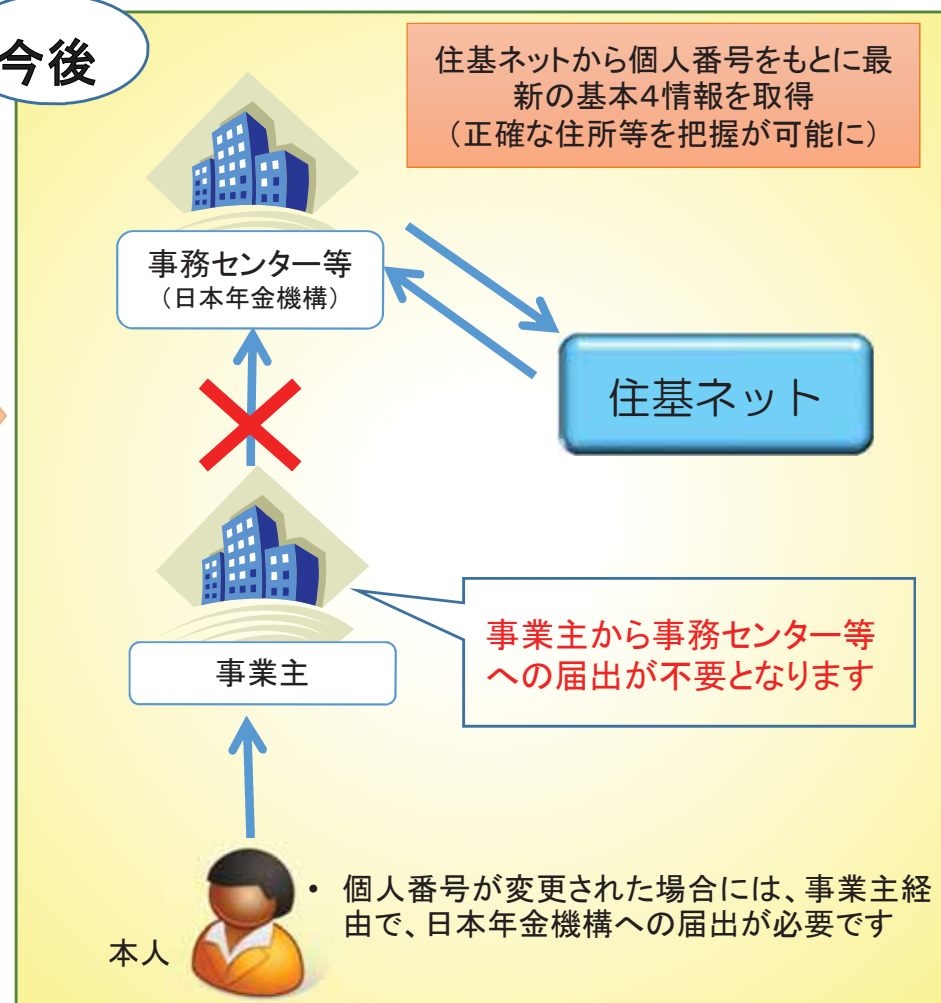 今後
住基ネットから個人番号をもとに最
新の基本４情報を取得
（正確な住所等を把握が可能に）
事務センター等
（日本年金機構）
住基ネット
事業主から事務センター等
への届出が不要となります
事業主
・ 個人番号が変更された場合には、事業主経
由で、日本年金機構への届出が必要です
本人